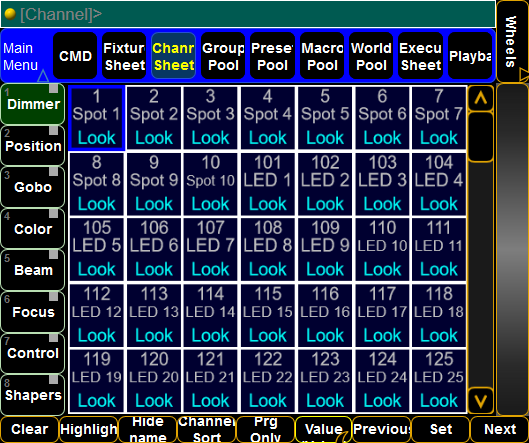 [Channel]>
Wheels
Main
Menu
CMD
Fixture
Sheet
Chann
Sheet
Group
Pool
Preset
Pool
Macro
Pool
World
Pool
Execu
Sheet
Playba
1
Dimmer
2
Position
3
Gobo
4
Color
5
Beam
6
Focus
7
Control
8
Shapers
1 2 3 4 5 6 7
Spot 1 Spot 2 Spot 3 Spot 4 Spot 5 Spot 6 Spot 7
Look Look Look Look Look Look Look
8 9 10 101 102 103 104
Spot 8 Spot 9 Spot 10 LED 1 LED 2 LED 3 LED 4
Look Look Look Look Look Look Look
105 106 107 108 109 110 111
LED 5 LED 6 LED 7 LED 8 LED 9 LED 10 LED 11
Look Look Look Look Look Look Look
112 113 114 115 116 117 118
LED 12 LED 13 LED 14 LED 15 LED 16 LED 17 LED 18
Look Look Look Look Look Look Look
119 120 121 122 123 124 125
LED 19 LED 20 LED 21 LED 22 LED 23 LED 24 LED 25
Look Look Look Look Look Look Look
Clear
Highligh
Hide
name
Channel
Sort
Prg
Only
Value
Previous
Set
Next